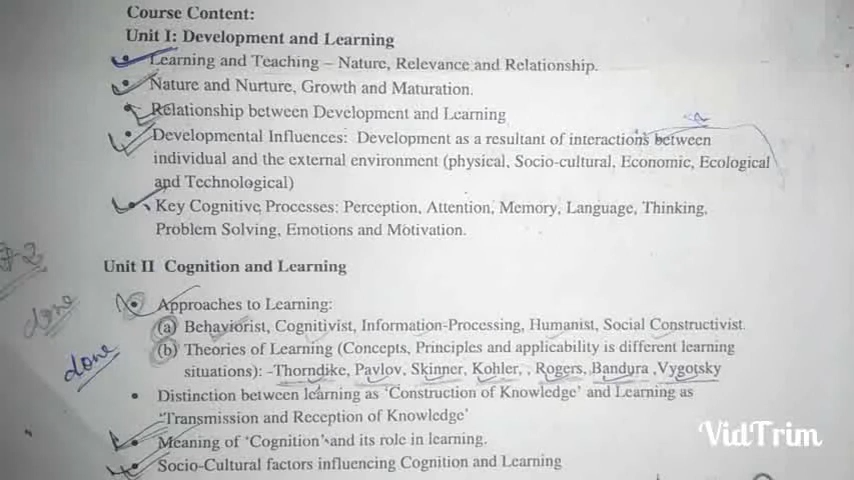 Course Content:
Unit I: Development and Learning
• Learning and Teaching – Nature, Relevance and Relationship.
• Nature and Nurture, Growth and Maturation.
• Relationship between Development and Learning
• Developmental Influences: Development as a resultant of interactions between
individual and the external environment (physical, Socio-cultural, Economic, Ecological
and Technological)
• Key Cognitive Processes: Perception, Attention, Memory, Language, Thinking,
Problem Solving, Emotions and Motivation.
Unit II Cognition and Learning
• Approaches to Learning:
(a) Behaviorist, Cognitivist, Information-Processing, Humanist, Social Constructivist.
done
(b) Theories of Learning (Concepts, Principles and applicability is different learning
done
situations): -Thorndike, Pavlov, Skinner, Kohler, , Rogers, Bandura ,Vygotsky
• Distinction between learning as ‘Construction of Knowledge’ and Learning as
‘Transmission and Reception of Knowledge’
• Meaning of ‘Cognition’ and its role in learning.
• Socio-Cultural factors influencing Cognition and Learning
VidTrim